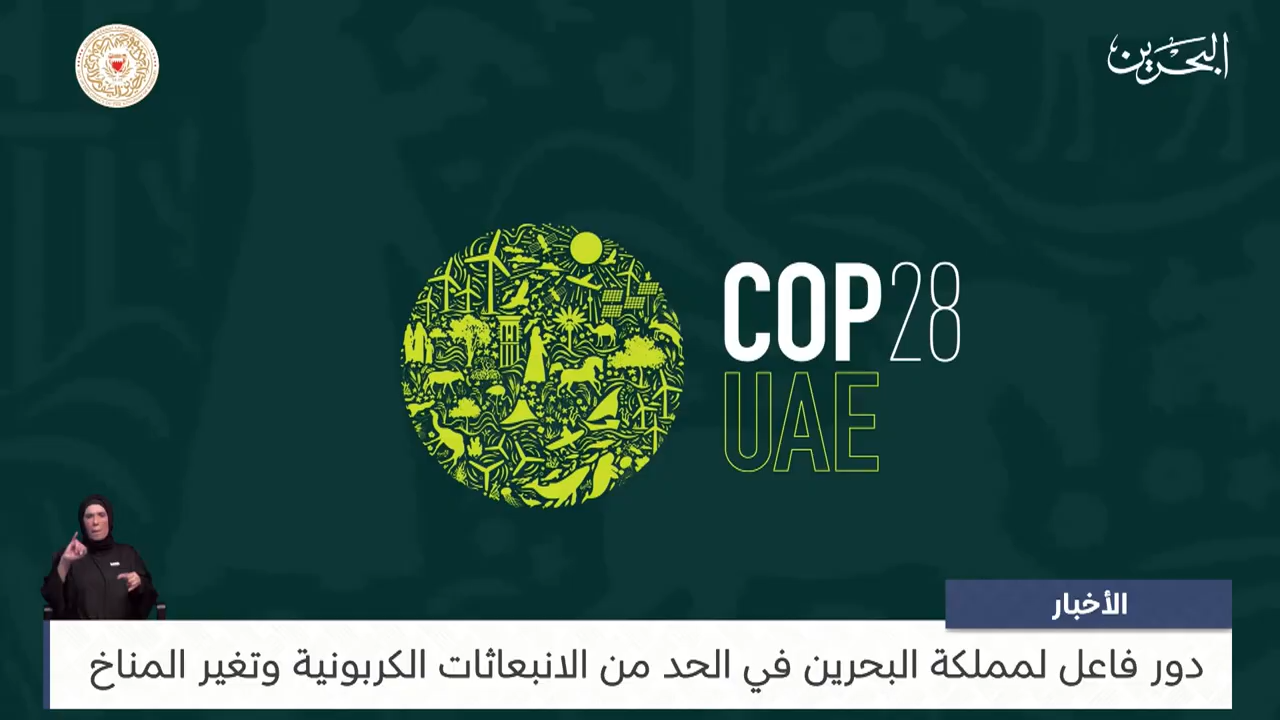 البحرين
COP28
UAE
الأخبار
دور فاعل لمملكة البحرين في الحد من الانبعاثات الكربونية وتغير المناخ